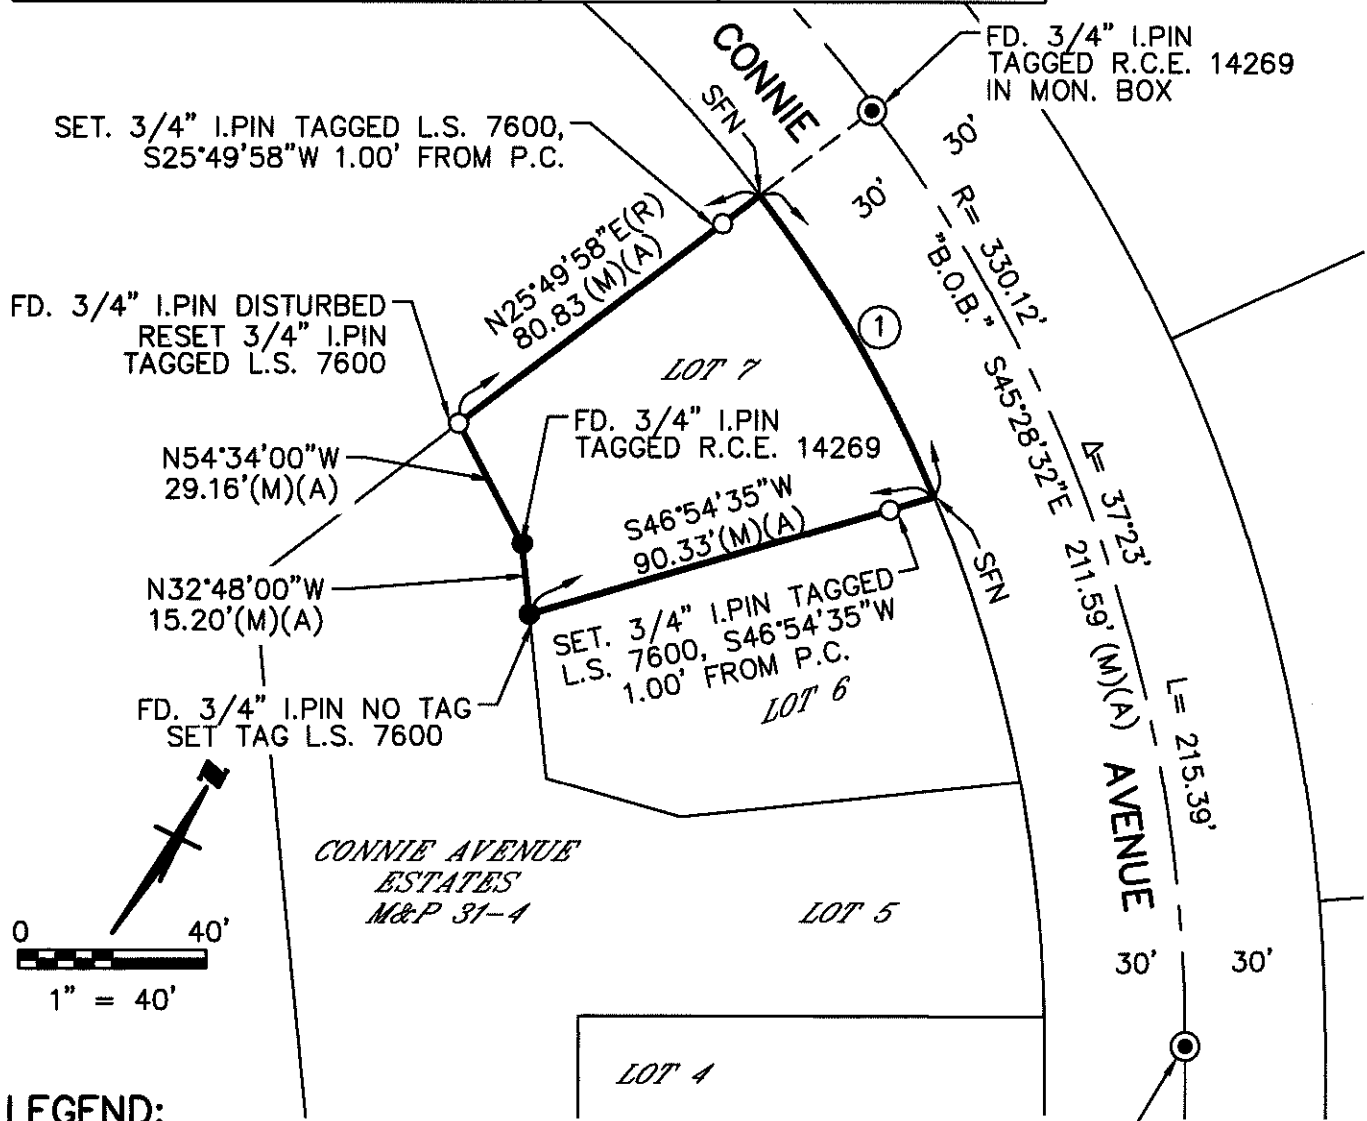 CONNIE
SFN
FD. 3/4" I.PIN
TAGGED R.C.E. 14269
IN MON. BOX
SET. 3/4" I.PIN TAGGED L.S. 7600,
S25°49'58"W 1.00' FROM P.C.
30'
30'
N25°49'58"E(R)
80.83 (M)(A)
R= 330.12'
"B.O.B."
S45°28'32"E 211.59' (M)(A)
Δ= 37°23'
L= 215.39'
FD. 3/4" I.PIN DISTURBED
RESET 3/4" I.PIN
TAGGED L.S. 7600
1
LOT 7
FD. 3/4" I.PIN
TAGGED R.C.E. 14269
N54°34'00"W
29.16'(M)(A)
S46°54'35"W
90.33'(M)(A)
SFN
N32°48'00"W
15.20'(M)(A)
SET. 3/4" I.PIN TAGGED
L.S. 7600, S46°54'35"W
1.00' FROM P.C.
LOT 6
FD. 3/4" I.PIN NO TAG
SET TAG L.S. 7600
AVENUE
CONNIE AVENUE
ESTATES
M&P 31-4
LOT 5
0 40'
1" = 40'
30' 30'
LOT 4
LEGEND: